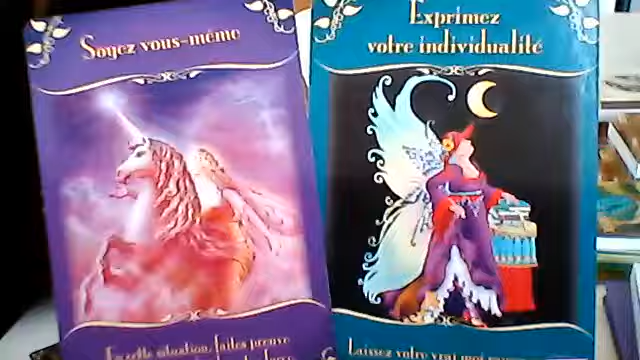 Soyez vous-même
En cette situation, faites preuve
Exprimez
votre individualité
Laissez votre vrai moi